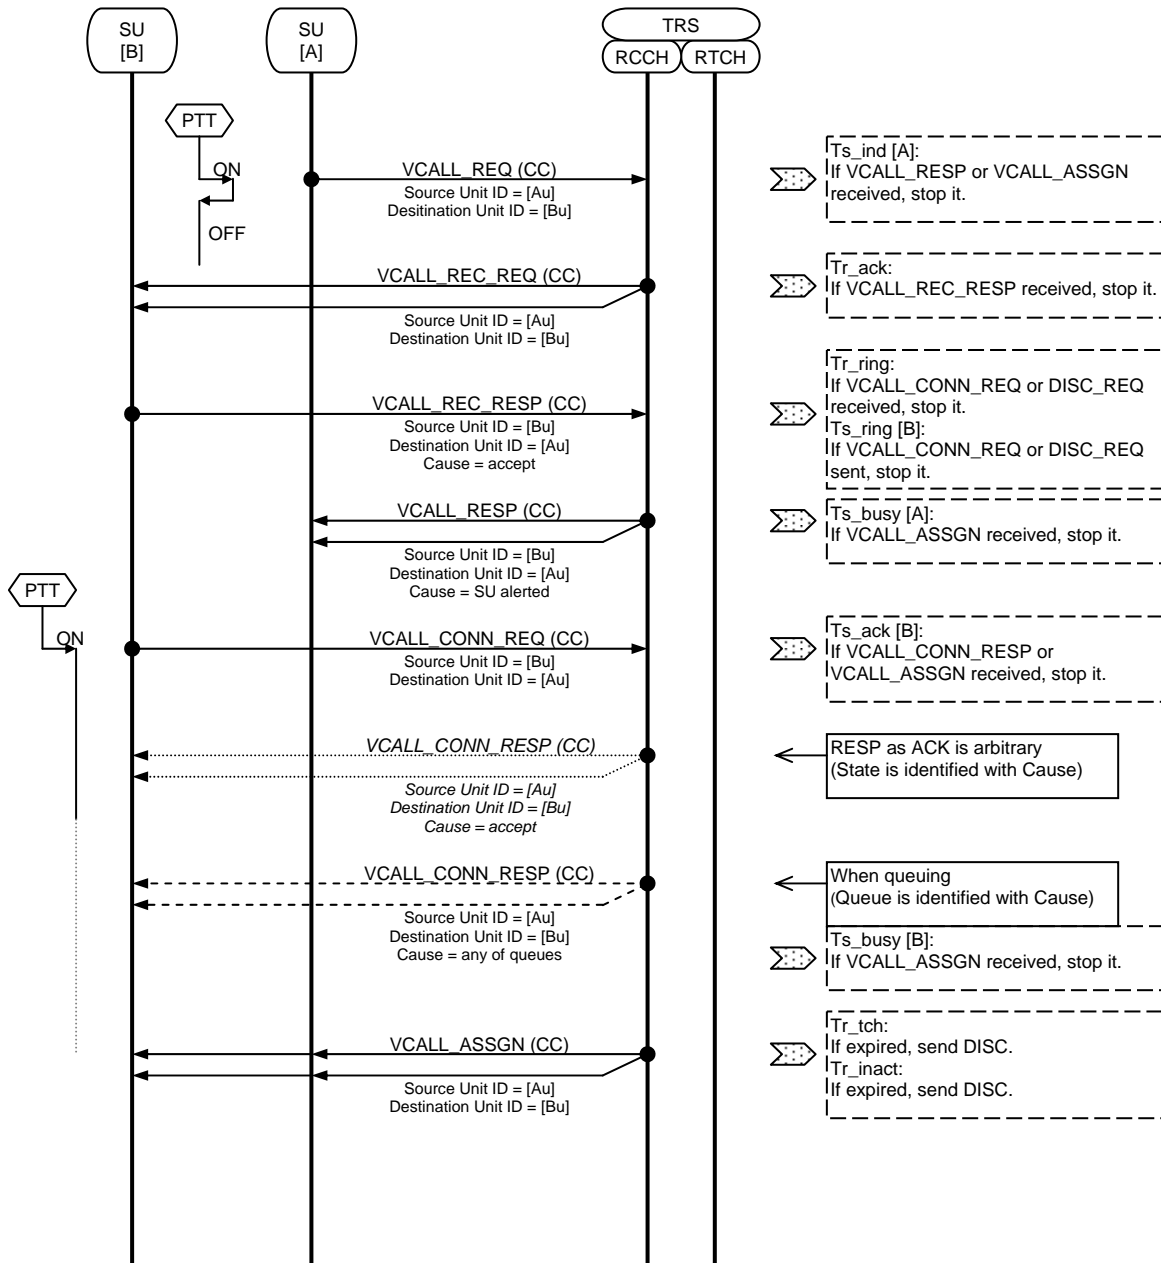 SU
[B]
SU
[A]
TRS
RCCH
RTCH
PTT
ON
OFF
VCALL_REQ (CC)
Source Unit ID = [Au]
Desitination Unit ID = [Bu]
Ts_ind [A]:
If VCALL_RESP or VCALL_ASSGN
received, stop it.
VCALL_REC_REQ (CC)
Source Unit ID = [Au]
Destination Unit ID = [Bu]
Tr_ack:
If VCALL_REC_RESP received, stop it.
VCALL_REC_RESP (CC)
Source Unit ID = [Bu]
Destination Unit ID = [Au]
Cause = accept
Tr_ring:
If VCALL_CONN_REQ or DISC_REQ
received, stop it.
Ts_ring [B]:
If VCALL_CONN_REQ or DISC_REQ
sent, stop it.
VCALL_RESP (CC)
Source Unit ID = [Bu]
Destination Unit ID = [Au]
Cause = SU alerted
Ts_busy [A]:
If VCALL_ASSGN received, stop it.
PTT
ON
VCALL_CONN_REQ (CC)
Source Unit ID = [Bu]
Destination Unit ID = [Au]
Ts_ack [B]:
If VCALL_CONN_RESP or
VCALL_ASSGN received, stop it.
VCALL_CONN_RESP (CC)
Source Unit ID = [Au]
Destination Unit ID = [Bu]
Cause = accept
RESP as ACK is arbitrary
(State is identified with Cause)
VCALL_CONN_RESP (CC)
Source Unit ID = [Au]
Destination Unit ID = [Bu]
Cause = any of queues
When queuing
(Queue is identified with Cause)
Ts_busy [B]:
If VCALL_ASSGN received, stop it.
VCALL_ASSGN (CC)
Source Unit ID = [Au]
Destination Unit ID = [Bu]
Tr_tch:
If expired, send DISC.
Tr_inact:
If expired, send DISC.